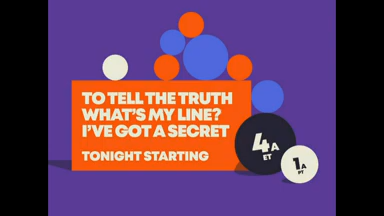 TO TELL THE TRUTH
WHAT'S MY LINE?
I'VE GOT A SECRET
TONIGHT STARTING
4A
ET
1A
PT